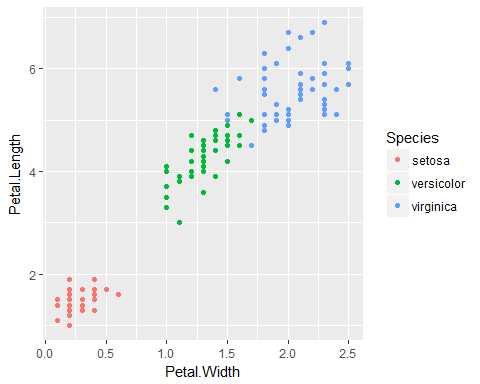 Petal.Length
6
4
2
0.0 0.5 1.0 1.5 2.0 2.5
Petal.Width
Species
setosa
versicolor
virginica